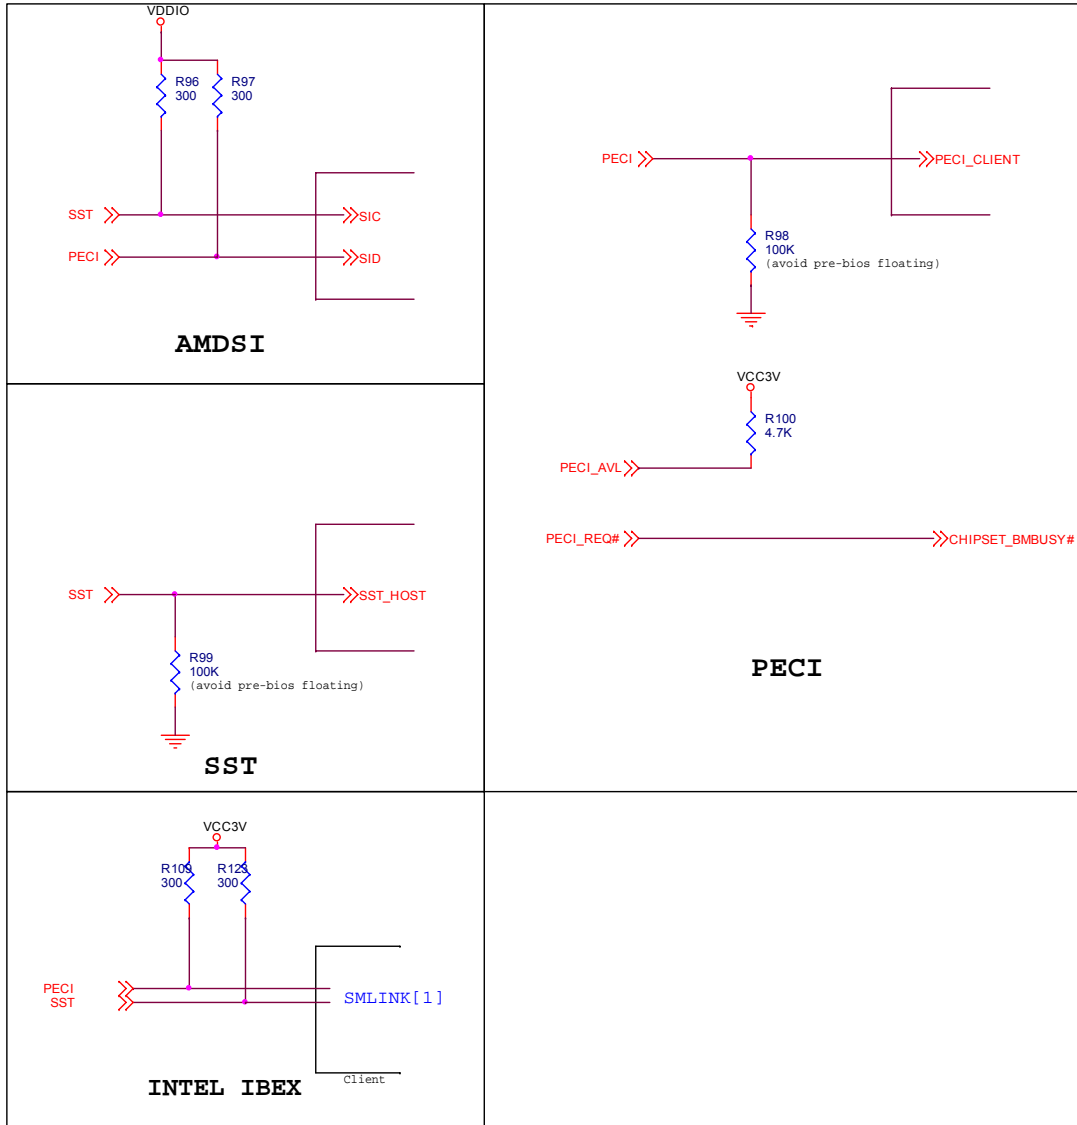 VDDIO
R96
300
R97
300
SST
SIC
PECI
SID
AMDSI
PECI
PECI_CLIENT
R98
100K
(avoid pre-bios floating)
VCC3V
R100
4.7K
PECI_AVL
PECI_REQ#
CHIPSET_BMBUSY#
PECI
SST
SST_HOST
R99
100K
(avoid pre-bios floating)
SST
VCC3V
R109
300
R123
300
PECI
SST
SMLINK[1]
Client
INTEL IBEX